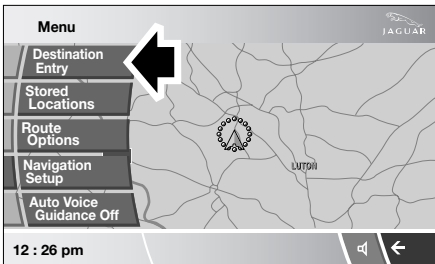 Menu
JAGUAR
Destination
Entry
Stored
Locations
Route
Options
Navigation
Setup
Auto Voice
Guidance Off
LUTON
12 : 26 pm